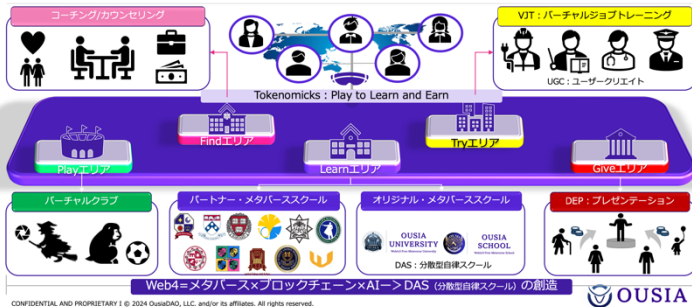 コーチング/カウンセリング
VJT：バーチャルジョブトレーニング
UGC：ユーザークリエイト
Tokenomicks : Play to Learn and Earn
Playエリア
Findエリア
Learnエリア
Tryエリア
Giveエリア
バーチャルクラブ
パートナー・メタバーススクール
オリジナル・メタバーススクール
DEP：プレゼンテーション
OUSIA
UNIVERSITY
OUSIA
SCHOOL
DAS：分散型自律スクール
Web4=メタバース×ブロックチェーン×AIー＞DAS（分散型自律スクール）の創造
CONFIDENTIAL AND PROPRIETARY I © 2024 OusiaDAO, LLC. and/or its affiliates. All rights reserved.
OUSIA